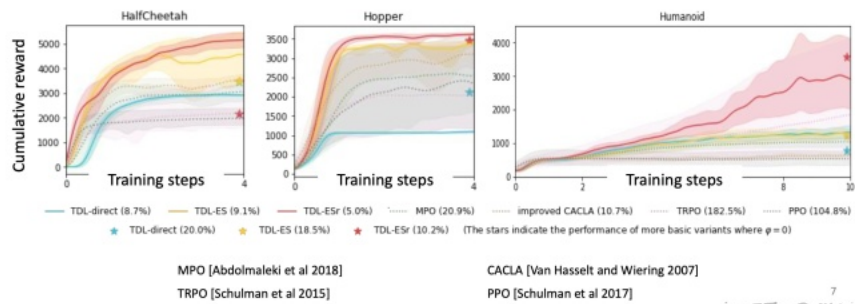 HalfCheetah Hopper Humanoid
5000 3500 4000
4000 3000
3000 2500 3000
2000 2000 2000
1000 1500
0 1000 1000
500
0 0
Cumulative reward
0 Training steps 4 0 Training steps 4 0 2 Training steps 8 10
TDL-direct (8.7%) TDL-ES (9.1%) TDL-ESr (5.0%) MPO (20.9%) improved CACLA (10.7%) TRPO (182.5%) PPO (104.8%)
TDL-direct (20.0%) TDL-ES (18.5%) TDL-ESr (10.2%) (The stars indicate the performance of more basic variants where φ=0)
MPO [Abdolmaleki et al 2018] CACLA [Van Hasselt and Wiering 2007]
TRPO [Schulman et al 2015] PPO [Schulman et al 2017]
7